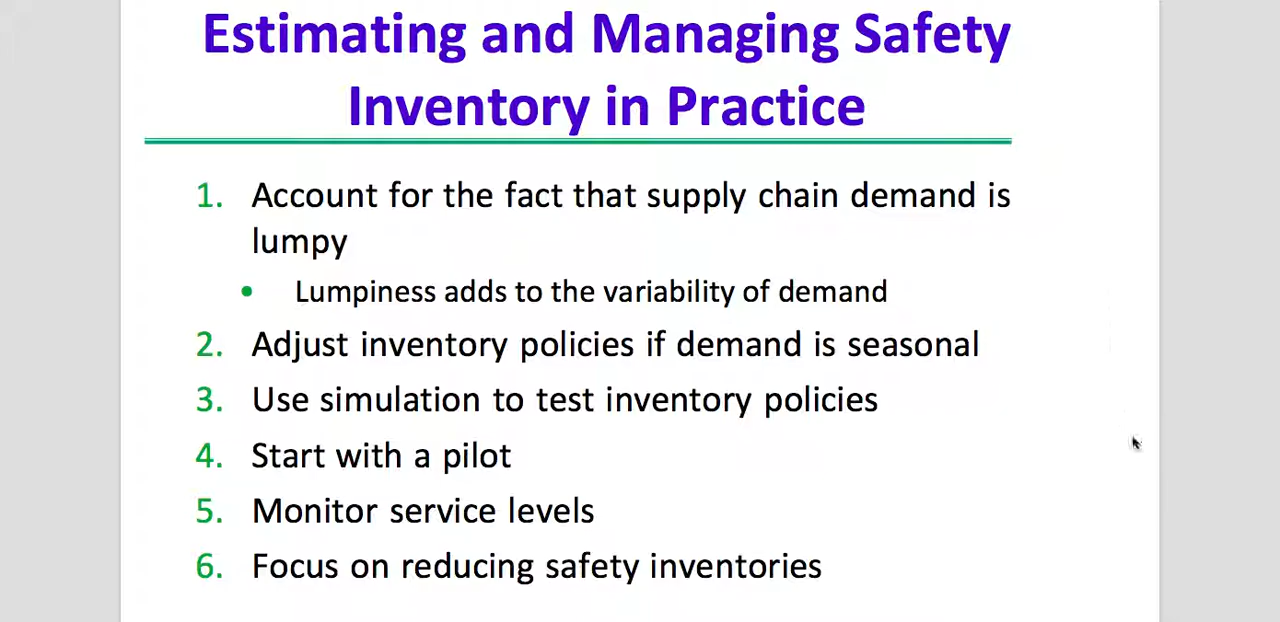 Estimating and Managing Safety
Inventory in Practice
1. Account for the fact that supply chain demand is
lumpy
• Lumpiness adds to the variability of demand
2. Adjust inventory policies if demand is seasonal
3. Use simulation to test inventory policies
4. Start with a pilot
5. Monitor service levels
6. Focus on reducing safety inventories